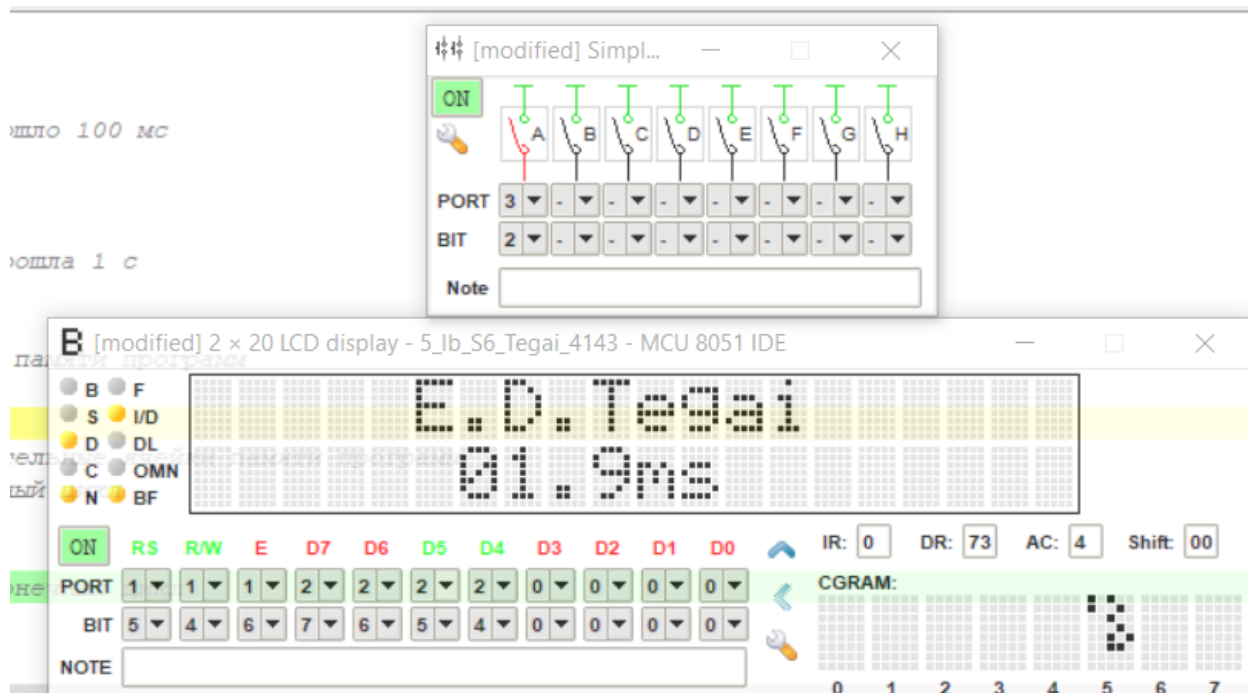 [modified] Simpl...
ON
A B C D E F G H
мс
100
PORT 3 - - - - - - -
BIT 2 - - - - - - -
1 с
Note
B [modified] 2 × 20 LCD display - 5_lb_S6_Tegai_4143 - MCU 8051 IDE
памяти программ
B F
S I/D
D DL
C OMN
N BF
E.D.Tegai
01.9ms
ON RS R/W E D7 D6 D5 D4 D3 D2 D1 D0
IR: 0 DR: 73 AC: 4 Shift: 00
PORT 1 1 1 2 2 2 2 0 0 0 0
CGRAM:
BIT 5 4 6 7 6 5 4 0 0 0 0
NOTE
0 1 2 3 4 5 6 7